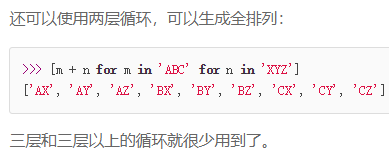 还可以使用两层循环，可以生成全排列：
>>> [m + n for m in 'ABC' for n in 'XYZ']
['AX', 'AY', 'AZ', 'BX', 'BY', 'BZ', 'CX', 'CY', 'CZ']
三层和三层以上的循环就很少用到了。